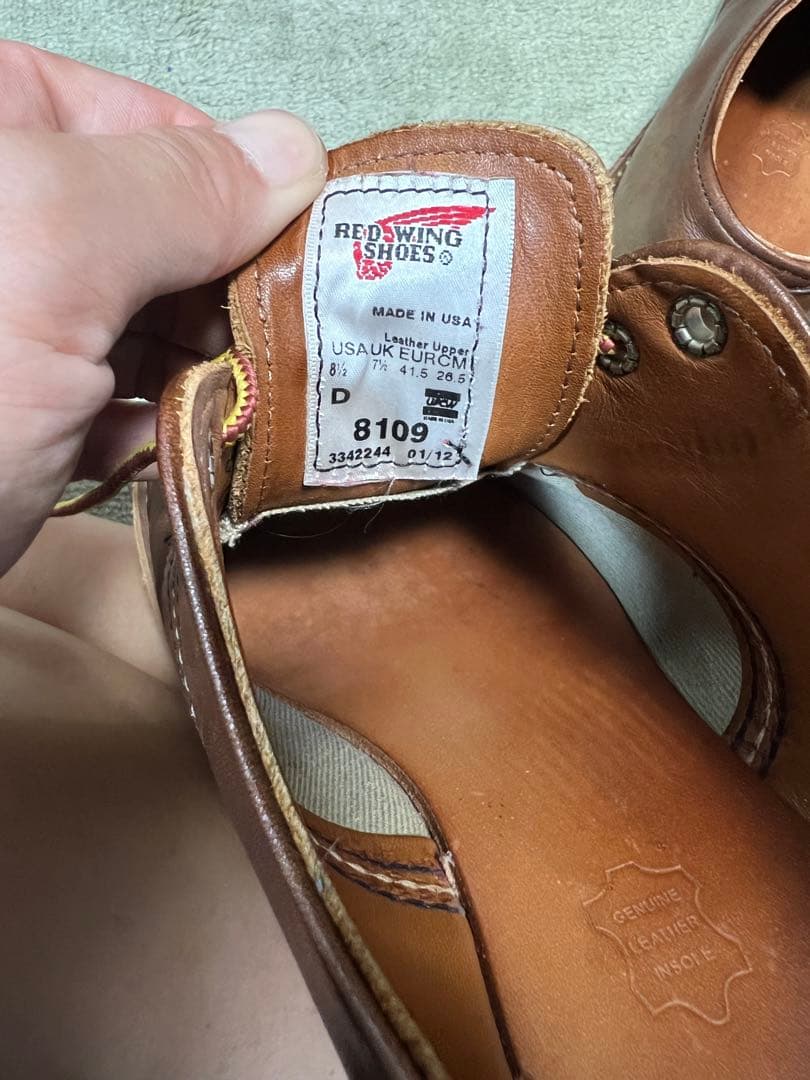 RED WING
SHOES®
MADE IN USA
Leather Upper
USA UK EUR CM
8½ 7½ 41.5 26.5
D
8109
3342244 01/12
GENUINE
LEATHER
INSOLE